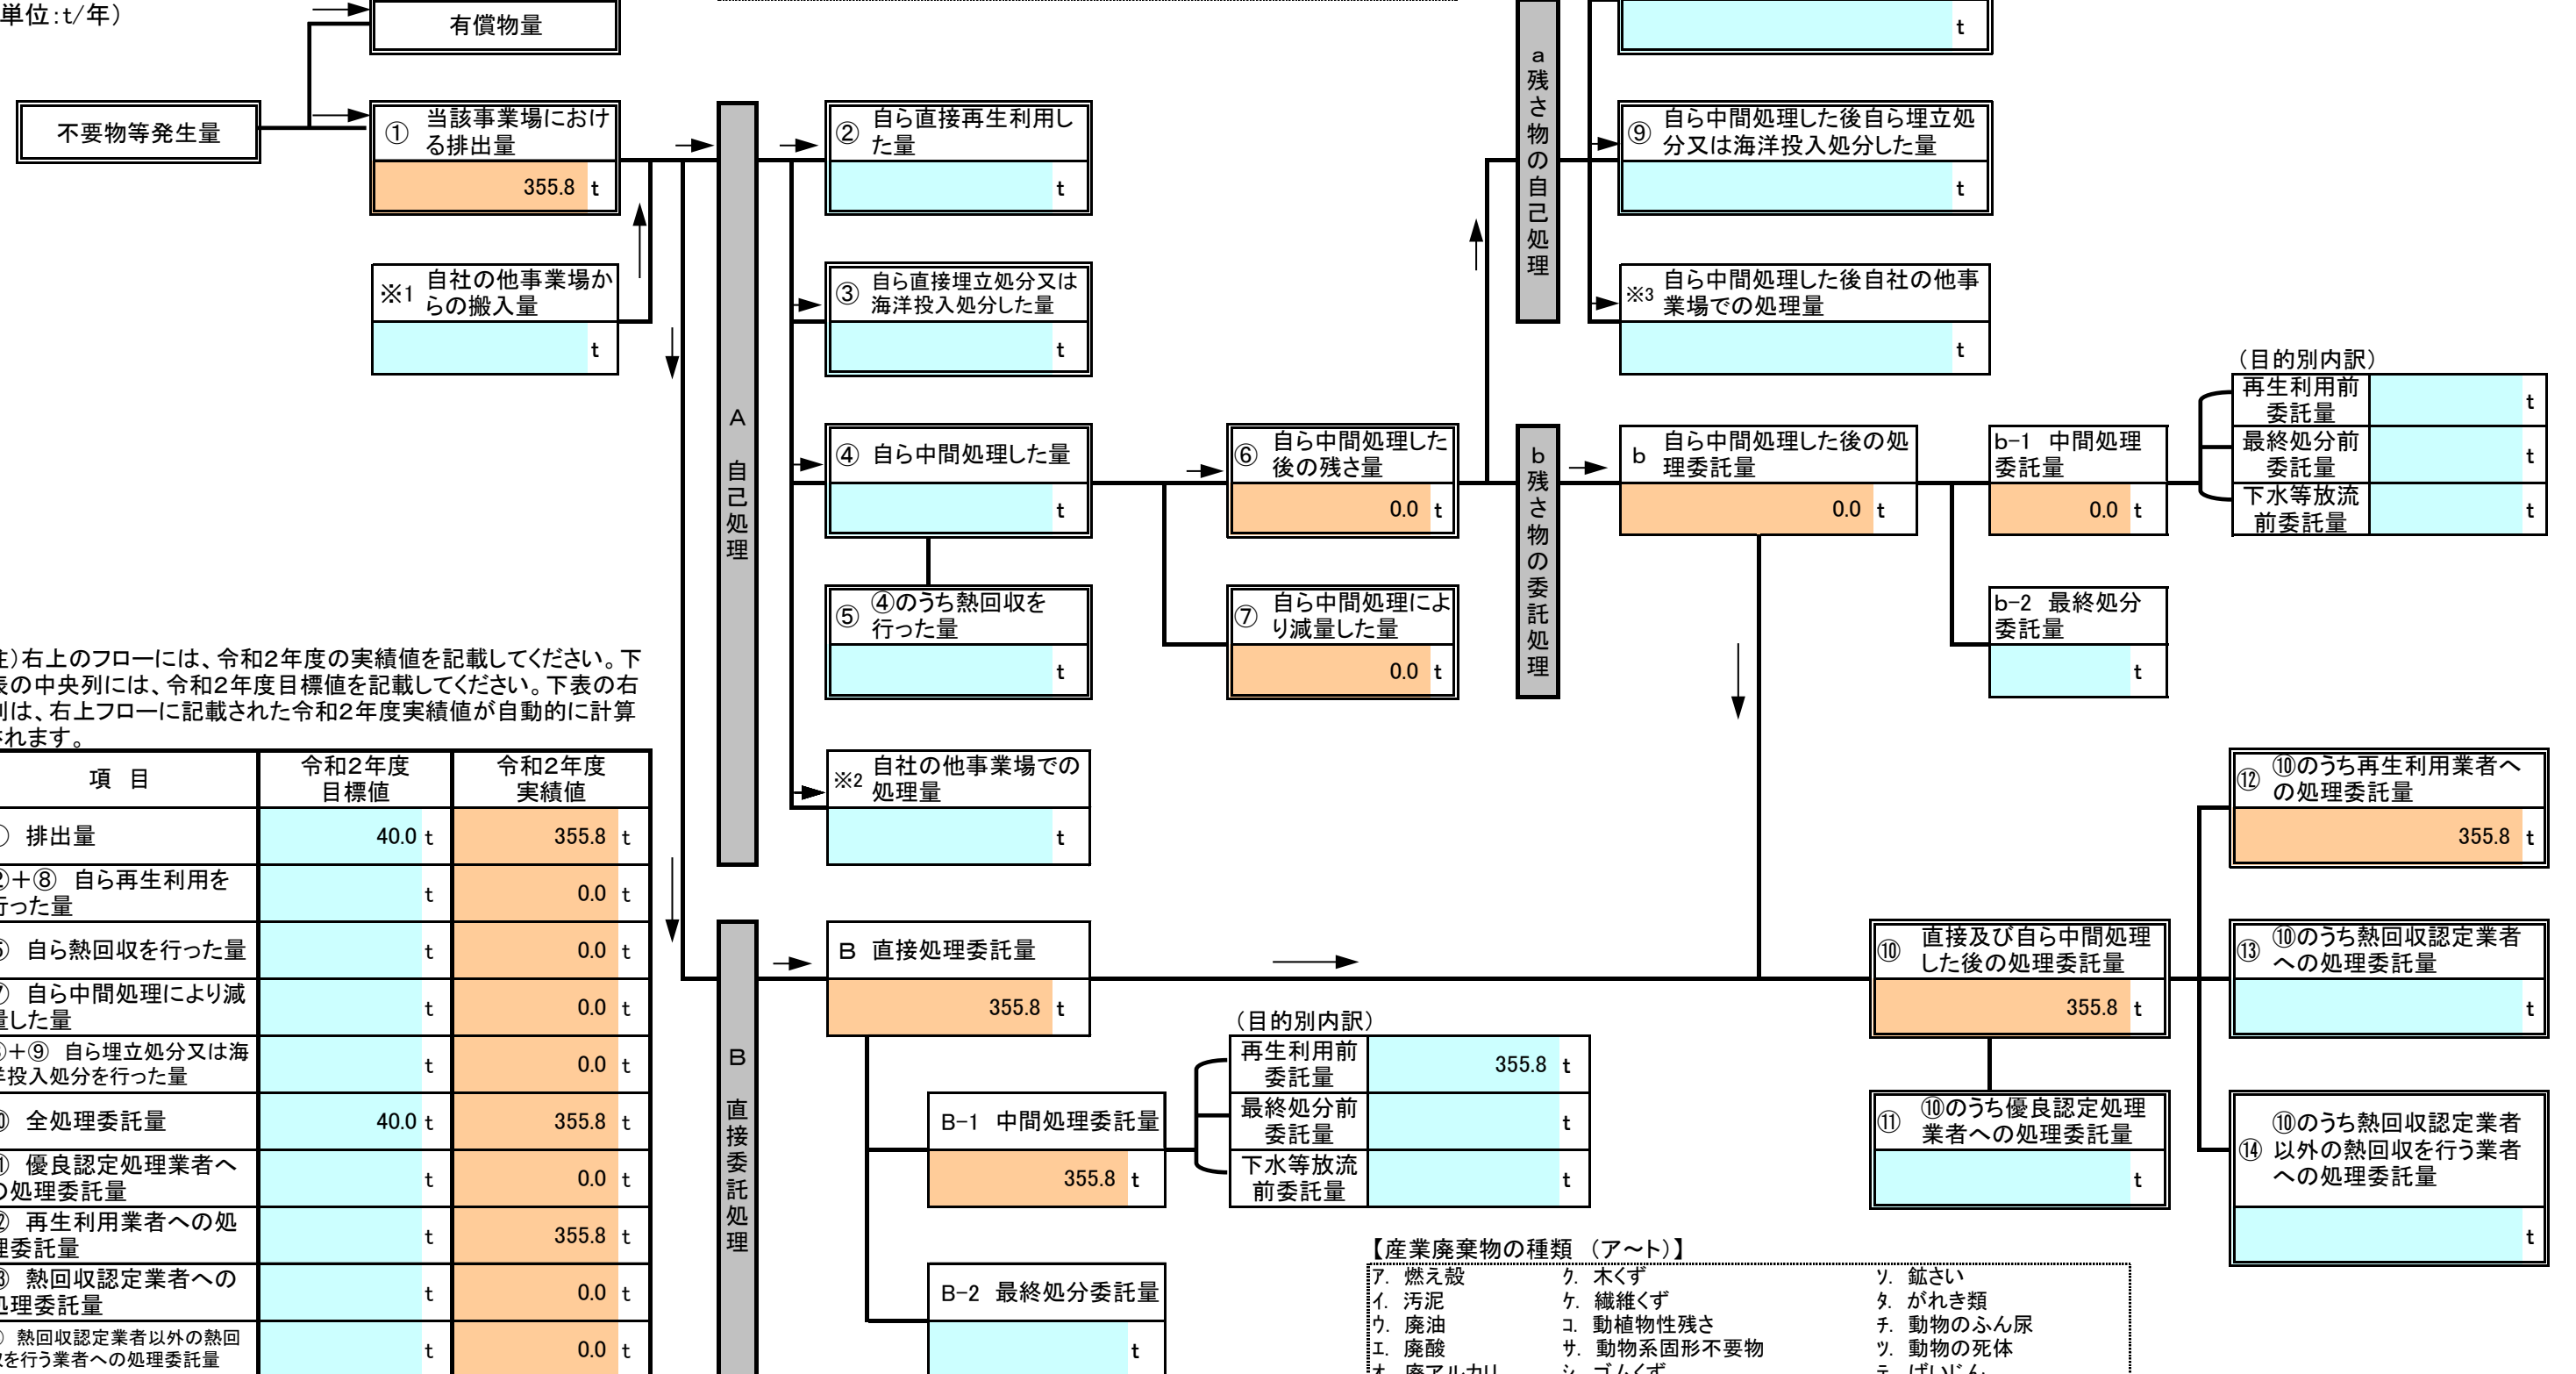 単位:t/年)
有償物量
t
不要物等発生量
① 当該事業場におけ
る排出量
355.8 t
※1 自社の他事業場か
らの搬入量
t
A 自己処理
② 自ら直接再生利用し
た量
t
③ 自ら直接埋立処分又は
海洋投入処分した量
t
④ 自ら中間処理した量
t
⑤ ④のうち熱回収を
行った量
t
※2 自社の他事業場での
処理量
t
⑥ 自ら中間処理した
後の残さ量
0.0 t
⑦ 自ら中間処理によ
り減量した量
0.0 t
a残さ物の自己処理
⑨ 自ら中間処理した後自ら埋立処
分又は海洋投入処分した量
t
※3 自ら中間処理した後自社の他事
業場での処理量
t
b残さ物の委託処理
b 自ら中間処理した後の処
理委託量
0.0 t
b-1 中間処理
委託量
0.0 t
b-2 最終処分
委託量
t
(目的別内訳)
再生利用前
委託量 t
最終処分前
委託量 t
下水等放流
前委託量 t
右上のフローには、令和2年度の実績値を記載してください。下
の中央列には、令和2年度目標値を記載してください。下表の右
は、右上フローに記載された令和2年度実績値が自動的に計算
れます。
項 目 令和2年度
目標値 令和2年度
実績値
排出量 40.0 t 355.8 t
+⑧ 自ら再生利用を
った量 t 0.0 t
自ら熱回収を行った量 t 0.0 t
自ら中間処理により減
した量 t 0.0 t
+⑨ 自ら埋立処分又は海
投入処分を行った量 t 0.0 t
全処理委託量 40.0 t 355.8 t
優良認定処理業者へ
の処理委託量 t 0.0 t
再生利用業者への処
理委託量 t 355.8 t
熱回収認定業者への
処理委託量 t 0.0 t
熱回収認定業者以外の熱回
を行う業者への処理委託量 t 0.0 t
B 直接委託処理
B 直接処理委託量
355.8 t
B-1 中間処理委託量
355.8 t
B-2 最終処分委託量
t
(目的別内訳)
再生利用前
委託量 355.8 t
最終処分前
委託量 t
下水等放流
前委託量 t
⑩ 直接及び自ら中間処理
した後の処理委託量
355.8 t
⑪ ⑩のうち優良認定処理
業者への処理委託量
t
⑫ ⑩のうち再生利用業者へ
の処理委託量
355.8 t
⑬ ⑩のうち熱回収認定業者
への処理委託量
t
⑭ ⑩のうち熱回収認定業者
以外の熱回収を行う業者
への処理委託量
t
【産業廃棄物の種類 (ア~ト)】
ア. 燃え殻 ク. 木くず ソ. 鉱さい
イ. 汚泥 ケ. 繊維くず タ. がれき類
ウ. 廃油 コ. 動植物性残さ チ. 動物のふん尿
エ. 廃酸 サ. 動物系固形不要物 ツ. 動物の死体
オ. 廃アルカリ シ. ゴムくず テ. ばいじん